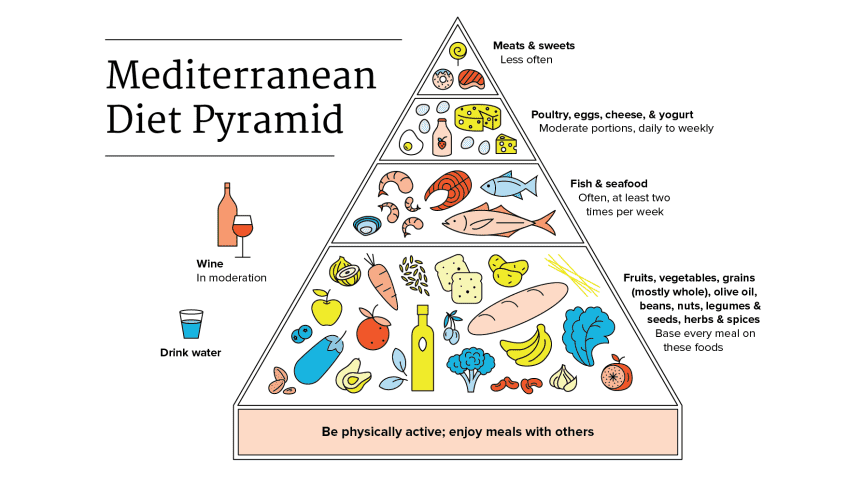 Mediterranean
Diet Pyramid
Meats & sweets
Less often
Poultry, eggs, cheese, & yogurt
Moderate portions, daily to weekly
Fish & seafood
Often, at least two
times per week
Wine
In moderation
Drink water
Fruits, vegetables, grains
(mostly whole), olive oil,
beans, nuts, legumes &
seeds, herbs & spices
Base every meal on
these foods
Be physically active; enjoy meals with others